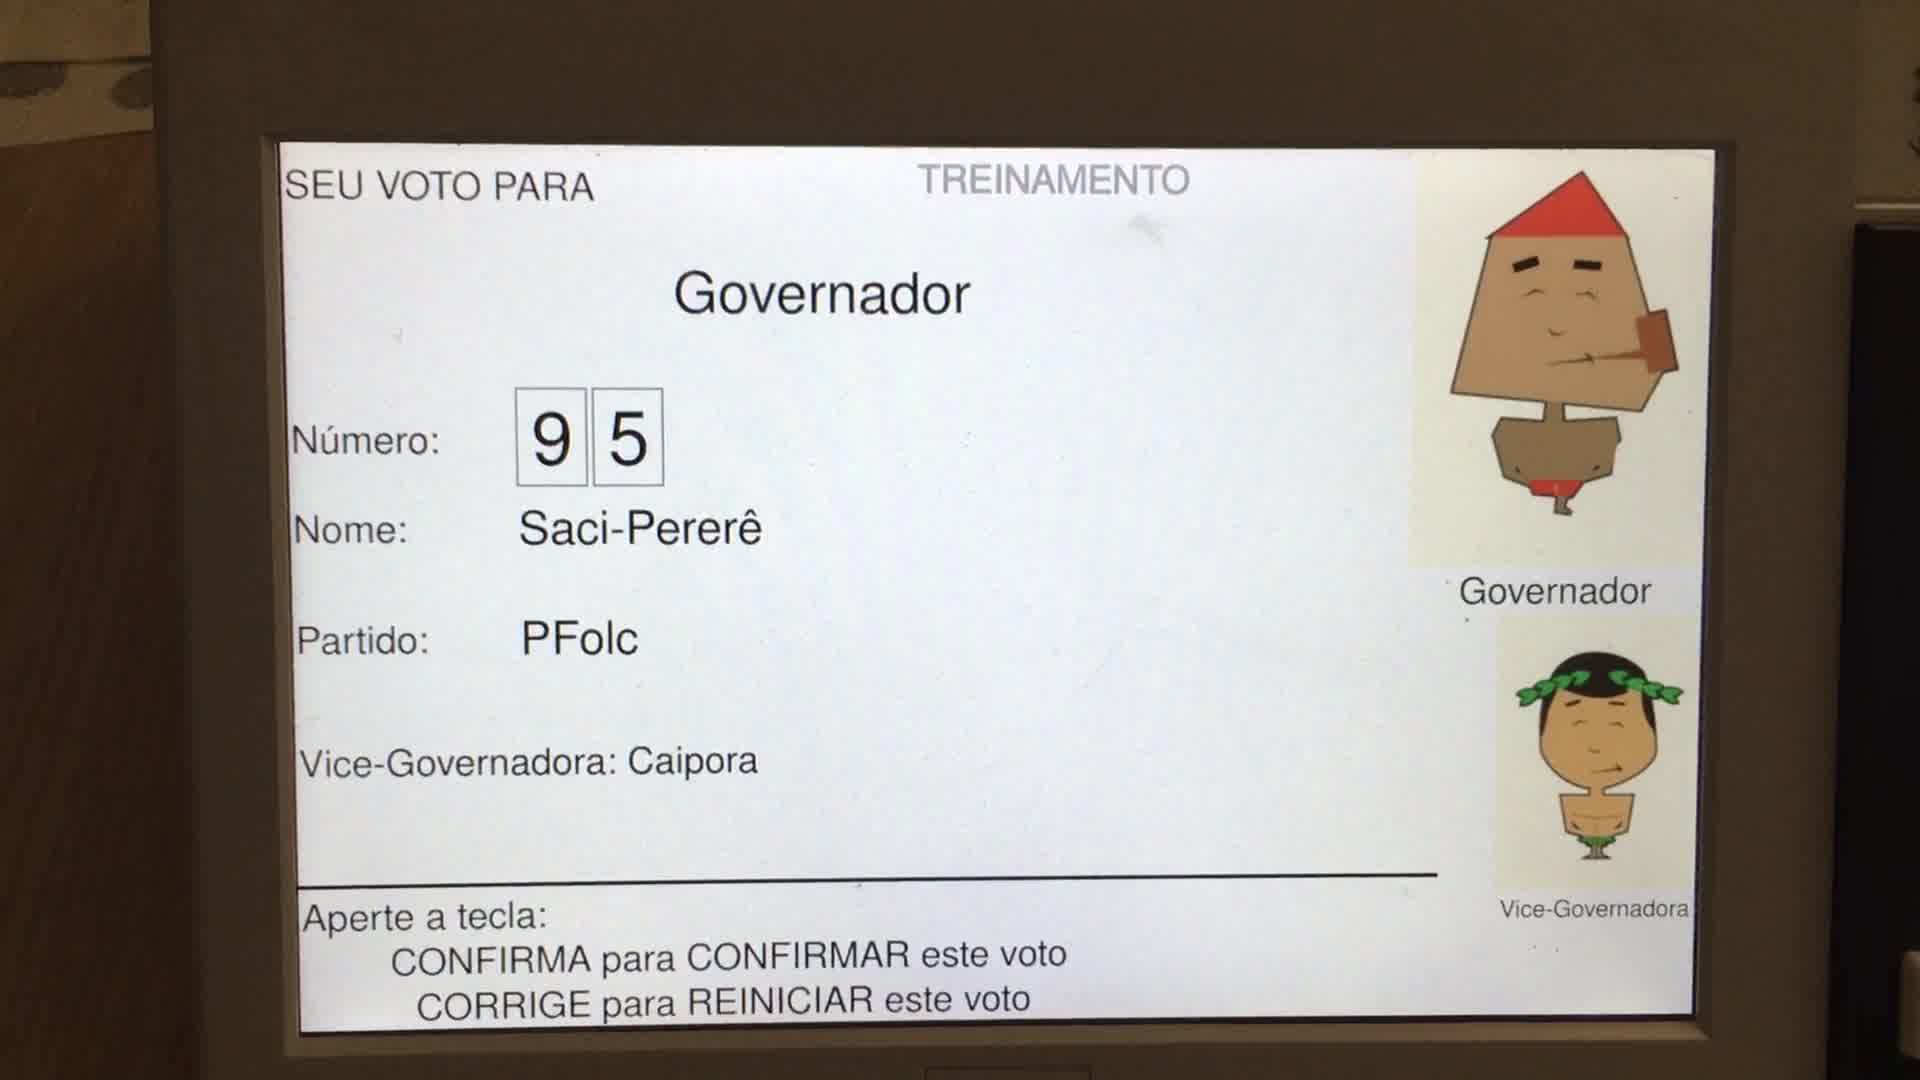 SEU VOTO PARA
TREINAMENTO
Governador
Número: 9 5
Nome: Saci-Pererê
Partido: PFolc
Vice-Governadora: Caipora
Governador
Vice-Governadora
Aperte a tecla:
CONFIRMA para CONFIRMAR este voto
CORRIGE para REINICIAR este voto